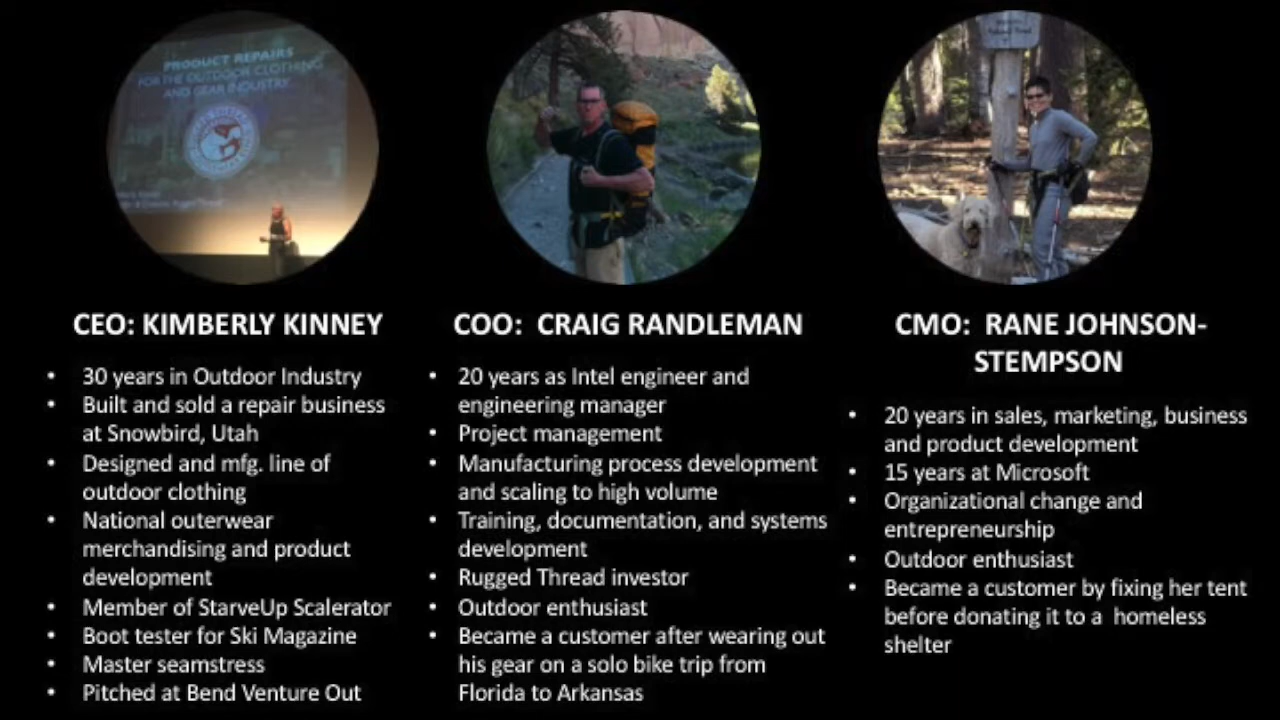 PRODUCT REPAIRS
FOR THE OUTDOOR CLOTHING
AND GEAR INDUSTRY
CEO: KIMBERLY KINNEY
• 30 years in Outdoor Industry
• Built and sold a repair business
at Snowbird, Utah
• Designed and mfg. line of
outdoor clothing
• National outerwear
merchandising and product
development
• Member of StarveUp Scalerator
• Boot tester for Ski Magazine
• Master seamstress
• Pitched at Bend Venture Out
COO: CRAIG RANDLEMAN
• 20 years as Intel engineer and
engineering manager
• Project management
• Manufacturing process development
and scaling to high volume
• Training, documentation, and systems
development
• Rugged Thread investor
• Outdoor enthusiast
• Became a customer after wearing out
his gear on a solo bike trip from
Florida to Arkansas
CMO: RANE JOHNSON-
STEMPSON
• 20 years in sales, marketing, business
and product development
• 15 years at Microsoft
• Organizational change and
entrepreneurship
• Outdoor enthusiast
• Became a customer by fixing her tent
before donating it to a homeless
shelter